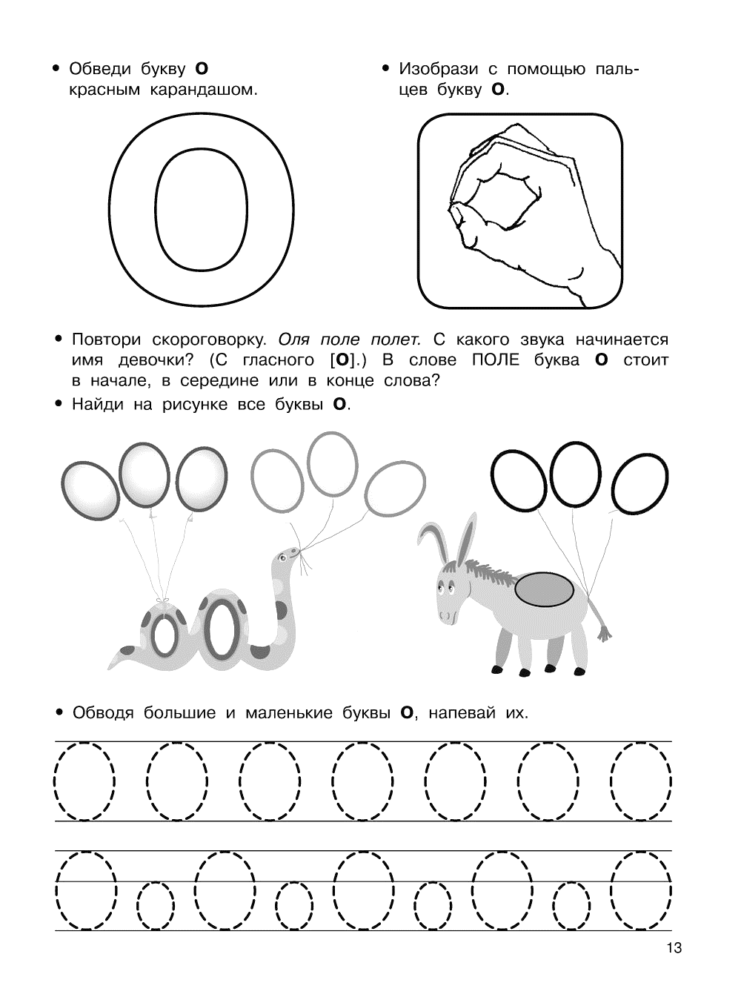 • Обведи букву О
красным карандашом.
• Изобрази с помощью паль-
цев букву О.
О
• Повтори скороговорку. Оля поле полет. С какого звука начинается
имя девочки? (С гласного [О].) В слове ПОЛЕ буква О стоит
в начале, в середине или в конце слова?
• Найди на рисунке все буквы О.
• Обводя большие и маленькие буквы О, напевай их.
О О О О О О О
О о О о О о О о О
13